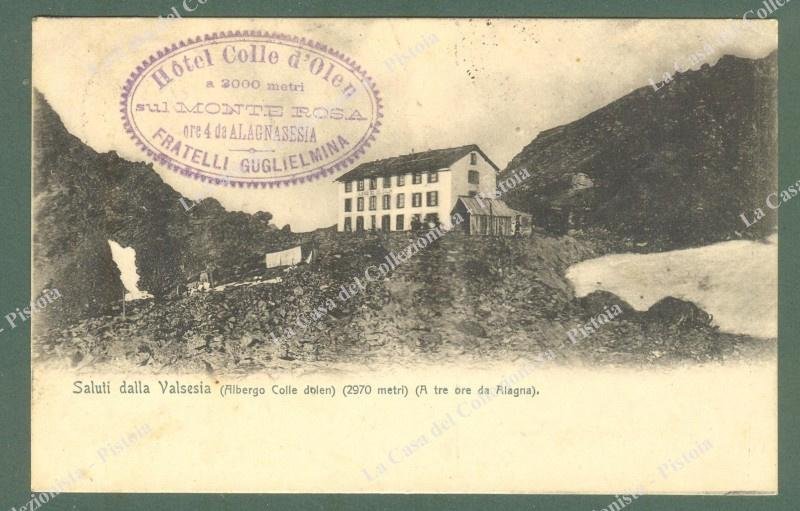 Hôtel Colle d'Olen
a 3000 metri
sul MONTE ROSA
ore 4 da ALAGNASESIA
FRATELLI GUGLIELMINA
Saluti dalla Valsesia (Albergo Colle dolen) (2970 metri) (A tre ore da Alagna).
La Casa del Collezionista - Pistoia